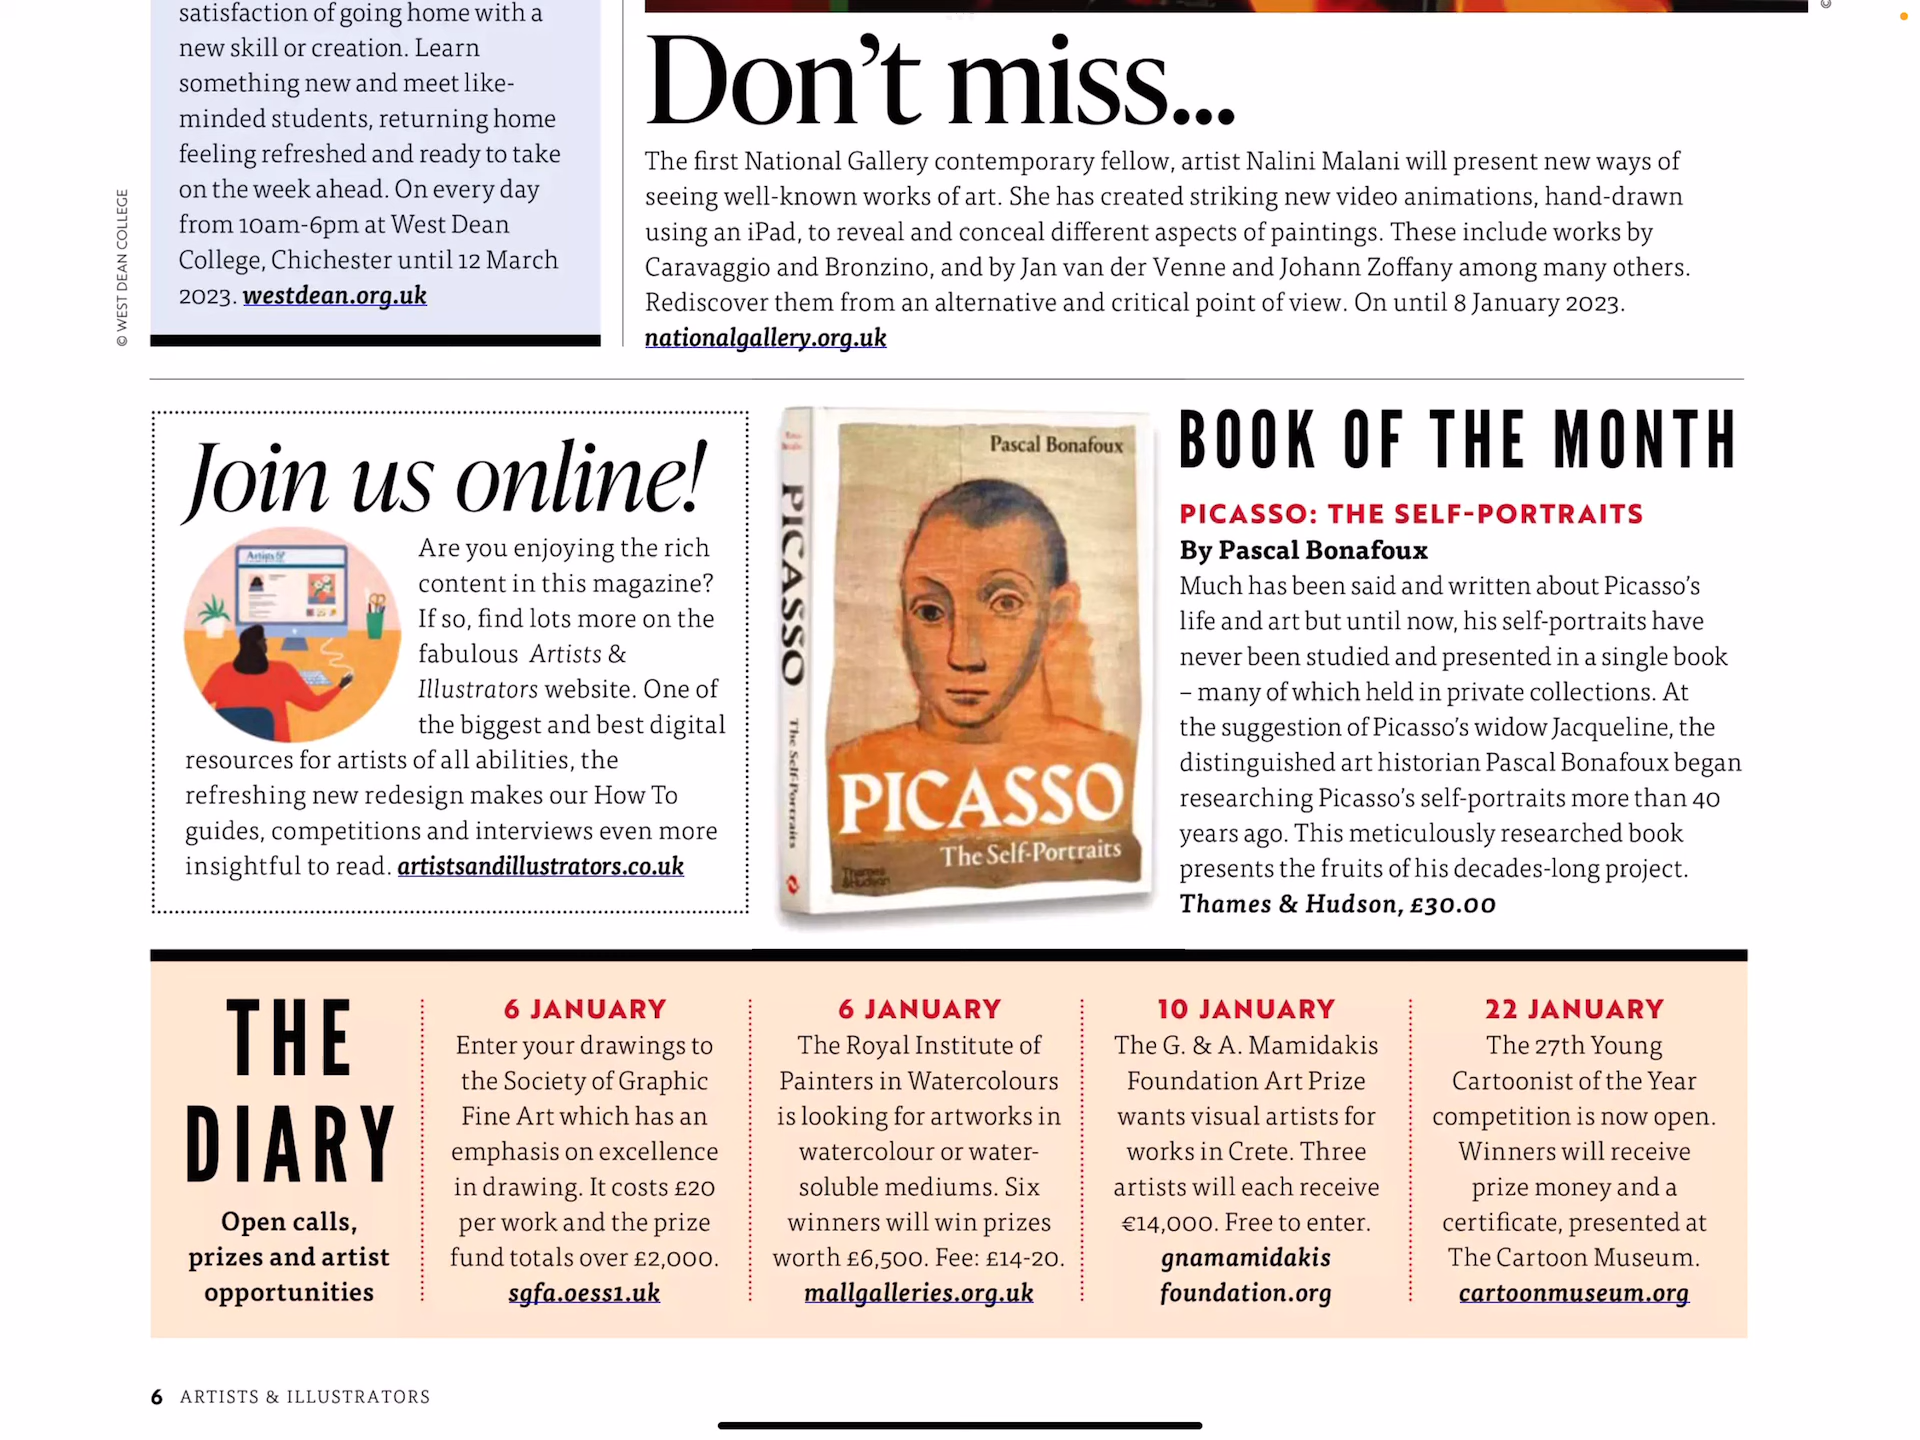 satisfaction of going home with a
new skill or creation. Learn
something new and meet like-
minded students, returning home
feeling refreshed and ready to take
on the week ahead. On every day
from 10am-6pm at West Dean
College, Chichester until 12 March
2023. westdean.org.uk
© WEST DEAN COLLEGE
Don’t miss...
The first National Gallery contemporary fellow, artist Nalini Malani will present new ways of
seeing well-known works of art. She has created striking new video animations, hand-drawn
using an iPad, to reveal and conceal different aspects of paintings. These include works by
Caravaggio and Bronzino, and by Jan van der Venne and Johann Zoffany among many others.
Rediscover them from an alternative and critical point of view. On until 8 January 2023.
nationalgallery.org.uk
Join us online!
Are you enjoying the rich
content in this magazine?
If so, find lots more on the
fabulous Artists &
Illustrators website. One of
the biggest and best digital
resources for artists of all abilities, the
refreshing new redesign makes our How To
guides, competitions and interviews even more
insightful to read. artistsandillustrators.co.uk
PICASSO The Self-Portraits
Pascal Bonafoux
PICASSO
The Self-Portraits
Thames
&Hudson
BOOK OF THE MONTH
PICASSO: THE SELF-PORTRAITS
By Pascal Bonafoux
Much has been said and written about Picasso’s
life and art but until now, his self-portraits have
never been studied and presented in a single book
– many of which held in private collections. At
the suggestion of Picasso’s widow Jacqueline, the
distinguished art historian Pascal Bonafoux began
researching Picasso’s self-portraits more than 40
years ago. This meticulously researched book
presents the fruits of his decades-long project.
Thames & Hudson, £30.00
THE
DIARY
Open calls,
prizes and artist
opportunities
6 JANUARY
Enter your drawings to
the Society of Graphic
Fine Art which has an
emphasis on excellence
in drawing. It costs £20
per work and the prize
fund totals over £2,000.
sgfa.oess1.uk
6 JANUARY
The Royal Institute of
Painters in Watercolours
is looking for artworks in
watercolour or water-
soluble mediums. Six
winners will win prizes
worth £6,500. Fee: £14-20.
mallgalleries.org.uk
10 JANUARY
The G. & A. Mamidakis
Foundation Art Prize
wants visual artists for
works in Crete. Three
artists will each receive
€14,000. Free to enter.
gnamamidakis
foundation.org
22 JANUARY
The 27th Young
Cartoonist of the Year
competition is now open.
Winners will receive
prize money and a
certificate, presented at
The Cartoon Museum.
cartoonmuseum.org
6 ARTISTS & ILLUSTRATORS